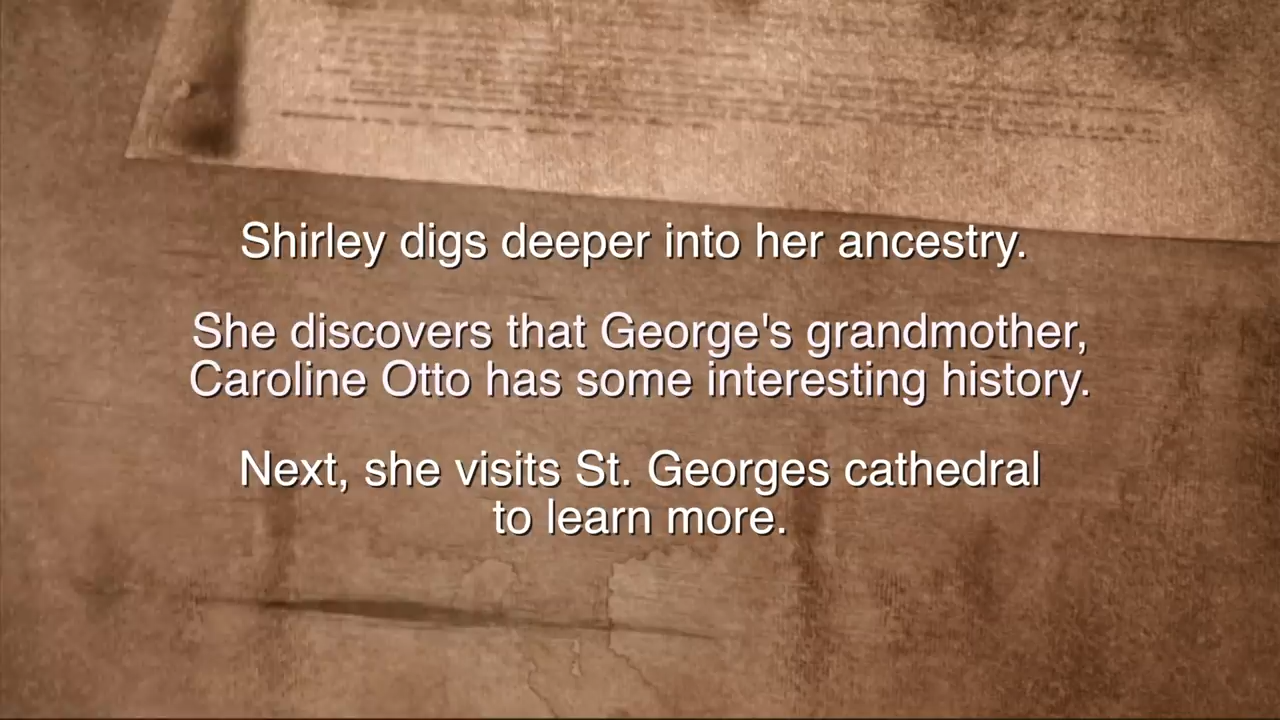 Shirley digs deeper into her ancestry.
She discovers that George's grandmother,
Caroline Otto has some interesting history.
Next, she visits St. Georges cathedral
to learn more.